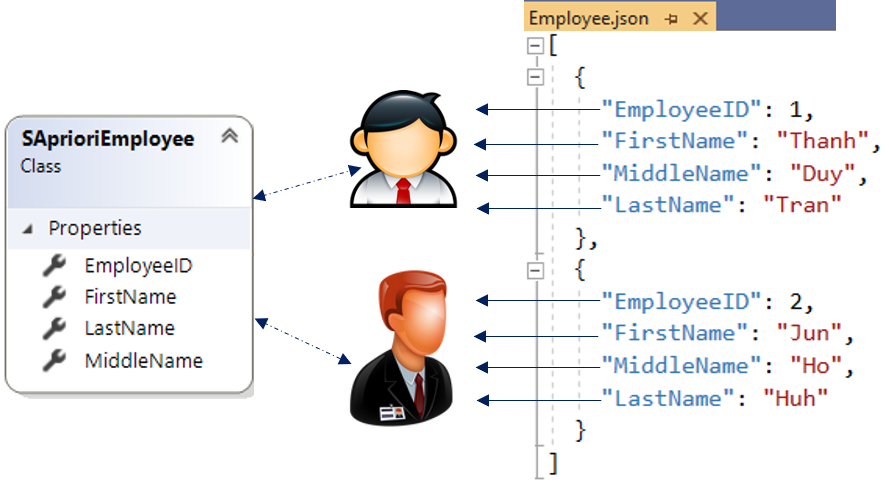 SAprioriEmployee
Class
Properties
EmployeeID
FirstName
LastName
MiddleName
Employee.json
[
{
"EmployeeID": 1,
"FirstName": "Thanh",
"MiddleName": "Duy",
"LastName": "Tran"
},
{
"EmployeeID": 2,
"FirstName": "Jun",
"MiddleName": "Ho",
"LastName": "Huh"
}
]